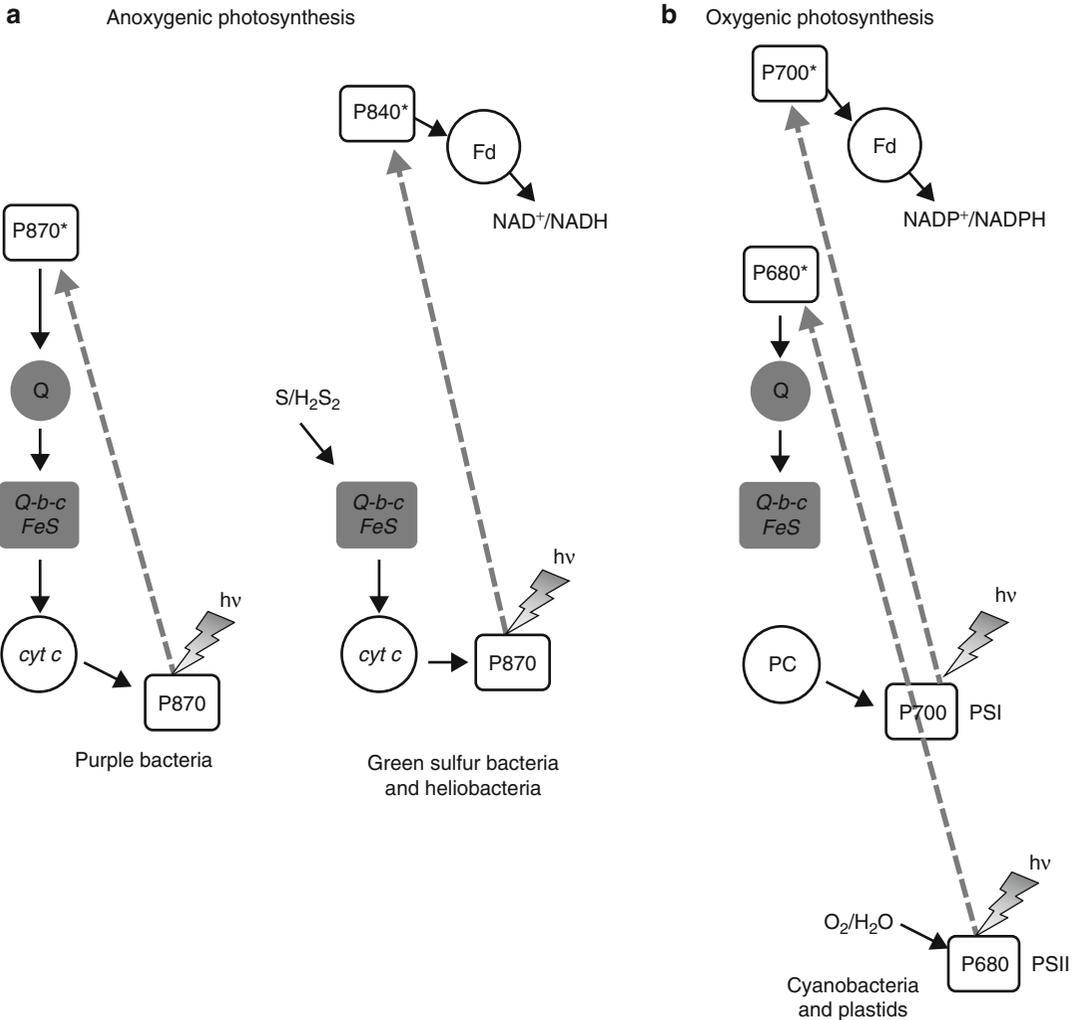 a
Anoxygenic photosynthesis
P870*
Q
Q-b-c
FeS
cyt c
hν
P870
Purple bacteria
P840*
Fd
NAD⁺/NADH
S/H₂S₂
Q-b-c
FeS
cyt c
hν
P870
Green sulfur bacteria
and heliobacteria
b
Oxygenic photosynthesis
P700*
Fd
NADP⁺/NADPH
P680*
Q
Q-b-c
FeS
PC
hν
P700
PSI
O₂/H₂O
hν
P680
PSII
Cyanobacteria
and plastids